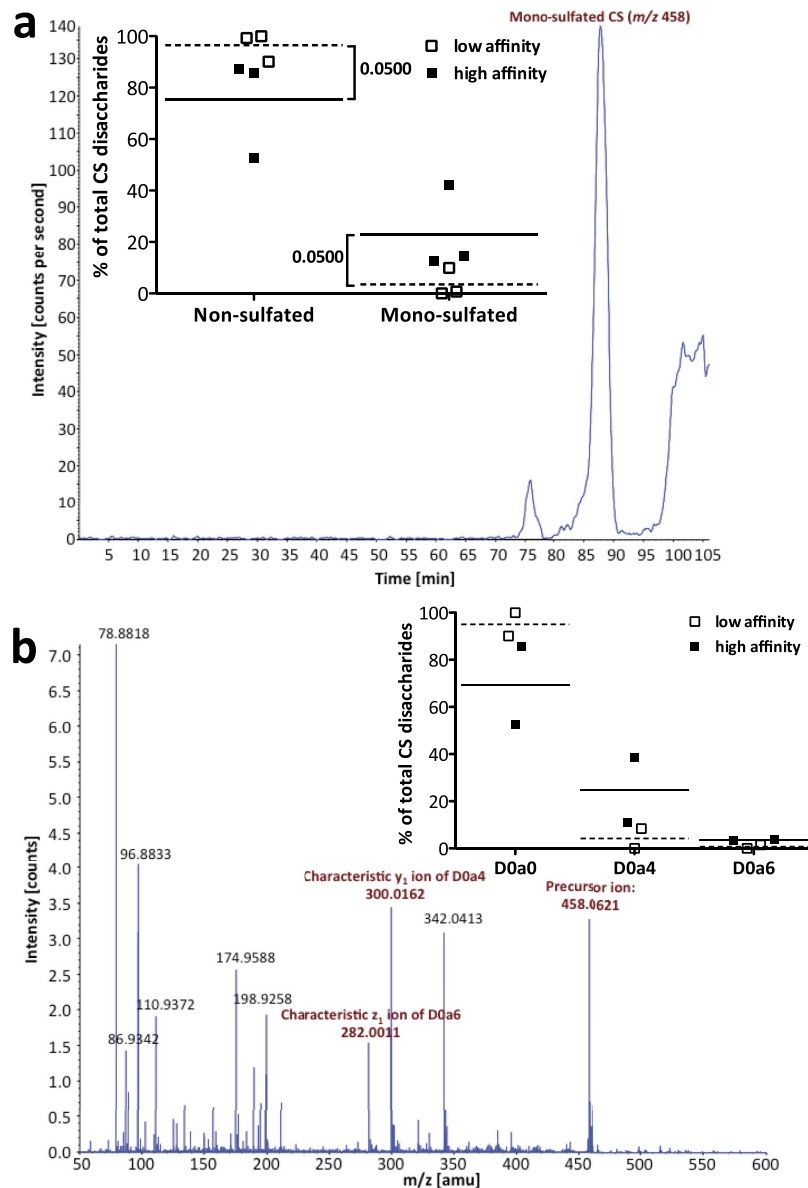 a
Mono-sulfated CS (m/z 458)
Intensity [counts per second]
140
130
120
110
100
90
80
70
60
50
40
30
20
10
0
5 10 15 20 25 30 35 40 45 50 55 60 65 70 75 80 85 90 95 100 105
Time [min]
% of total CS disaccharides
100
80
60
40
20
0
low affinity
high affinity
0.0500
0.0500
Non-sulfated Mono-sulfated
b
Intensity [counts]
7.0
6.5
6.0
5.5
5.0
4.5
4.0
3.5
3.0
2.5
2.0
1.5
1.0
0.5
0.0
78.8818
96.8833
110.9372
86.9342
174.9588
198.9258
Characteristic z1 ion of D0a6
282.0011
Characteristic y1 ion of D0a4
300.0162
342.0413
Precursor ion:
458.0621
50 100 150 200 250 300 350 400 450 500 550 600
m/z [amu]
% of total CS disaccharides
100
80
60
40
20
0
low affinity
high affinity
D0a0 D0a4 D0a6